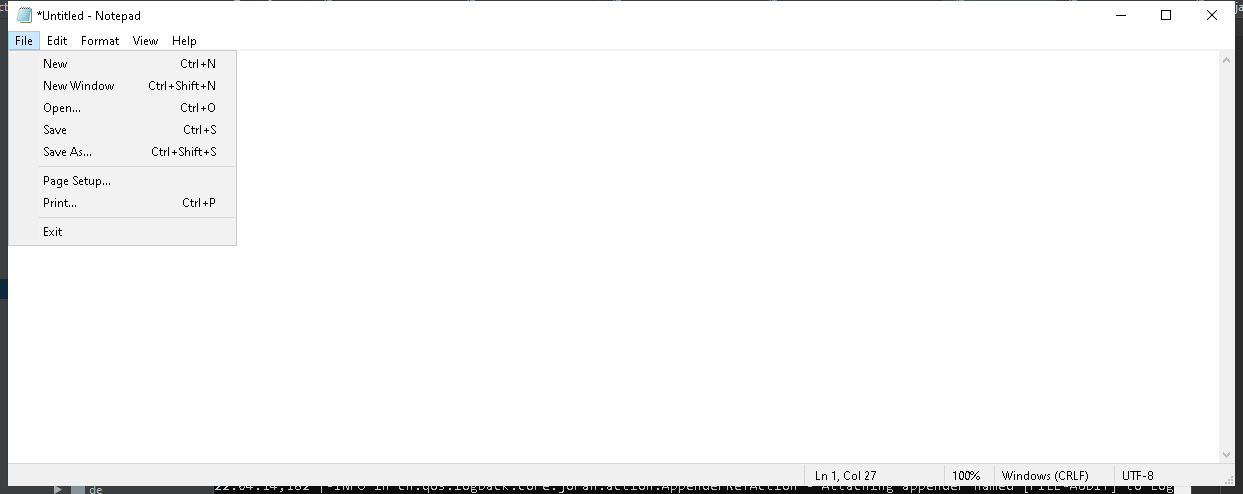 *Untitled - Notepad
File Edit Format View Help
New Ctrl+N
New Window Ctrl+Shift+N
Open... Ctrl+O
Save Ctrl+S
Save As... Ctrl+Shift+S
Page Setup... 
Print... Ctrl+P
Exit
Ln 1, Col 27 100% Windows (CRLF) UTF-8
de 22:04:14,182 |-INFO in ch.qos.logback.core.joran.action.AppenderRefAction - Attaching appender named [FILE-AUDIT] to Log